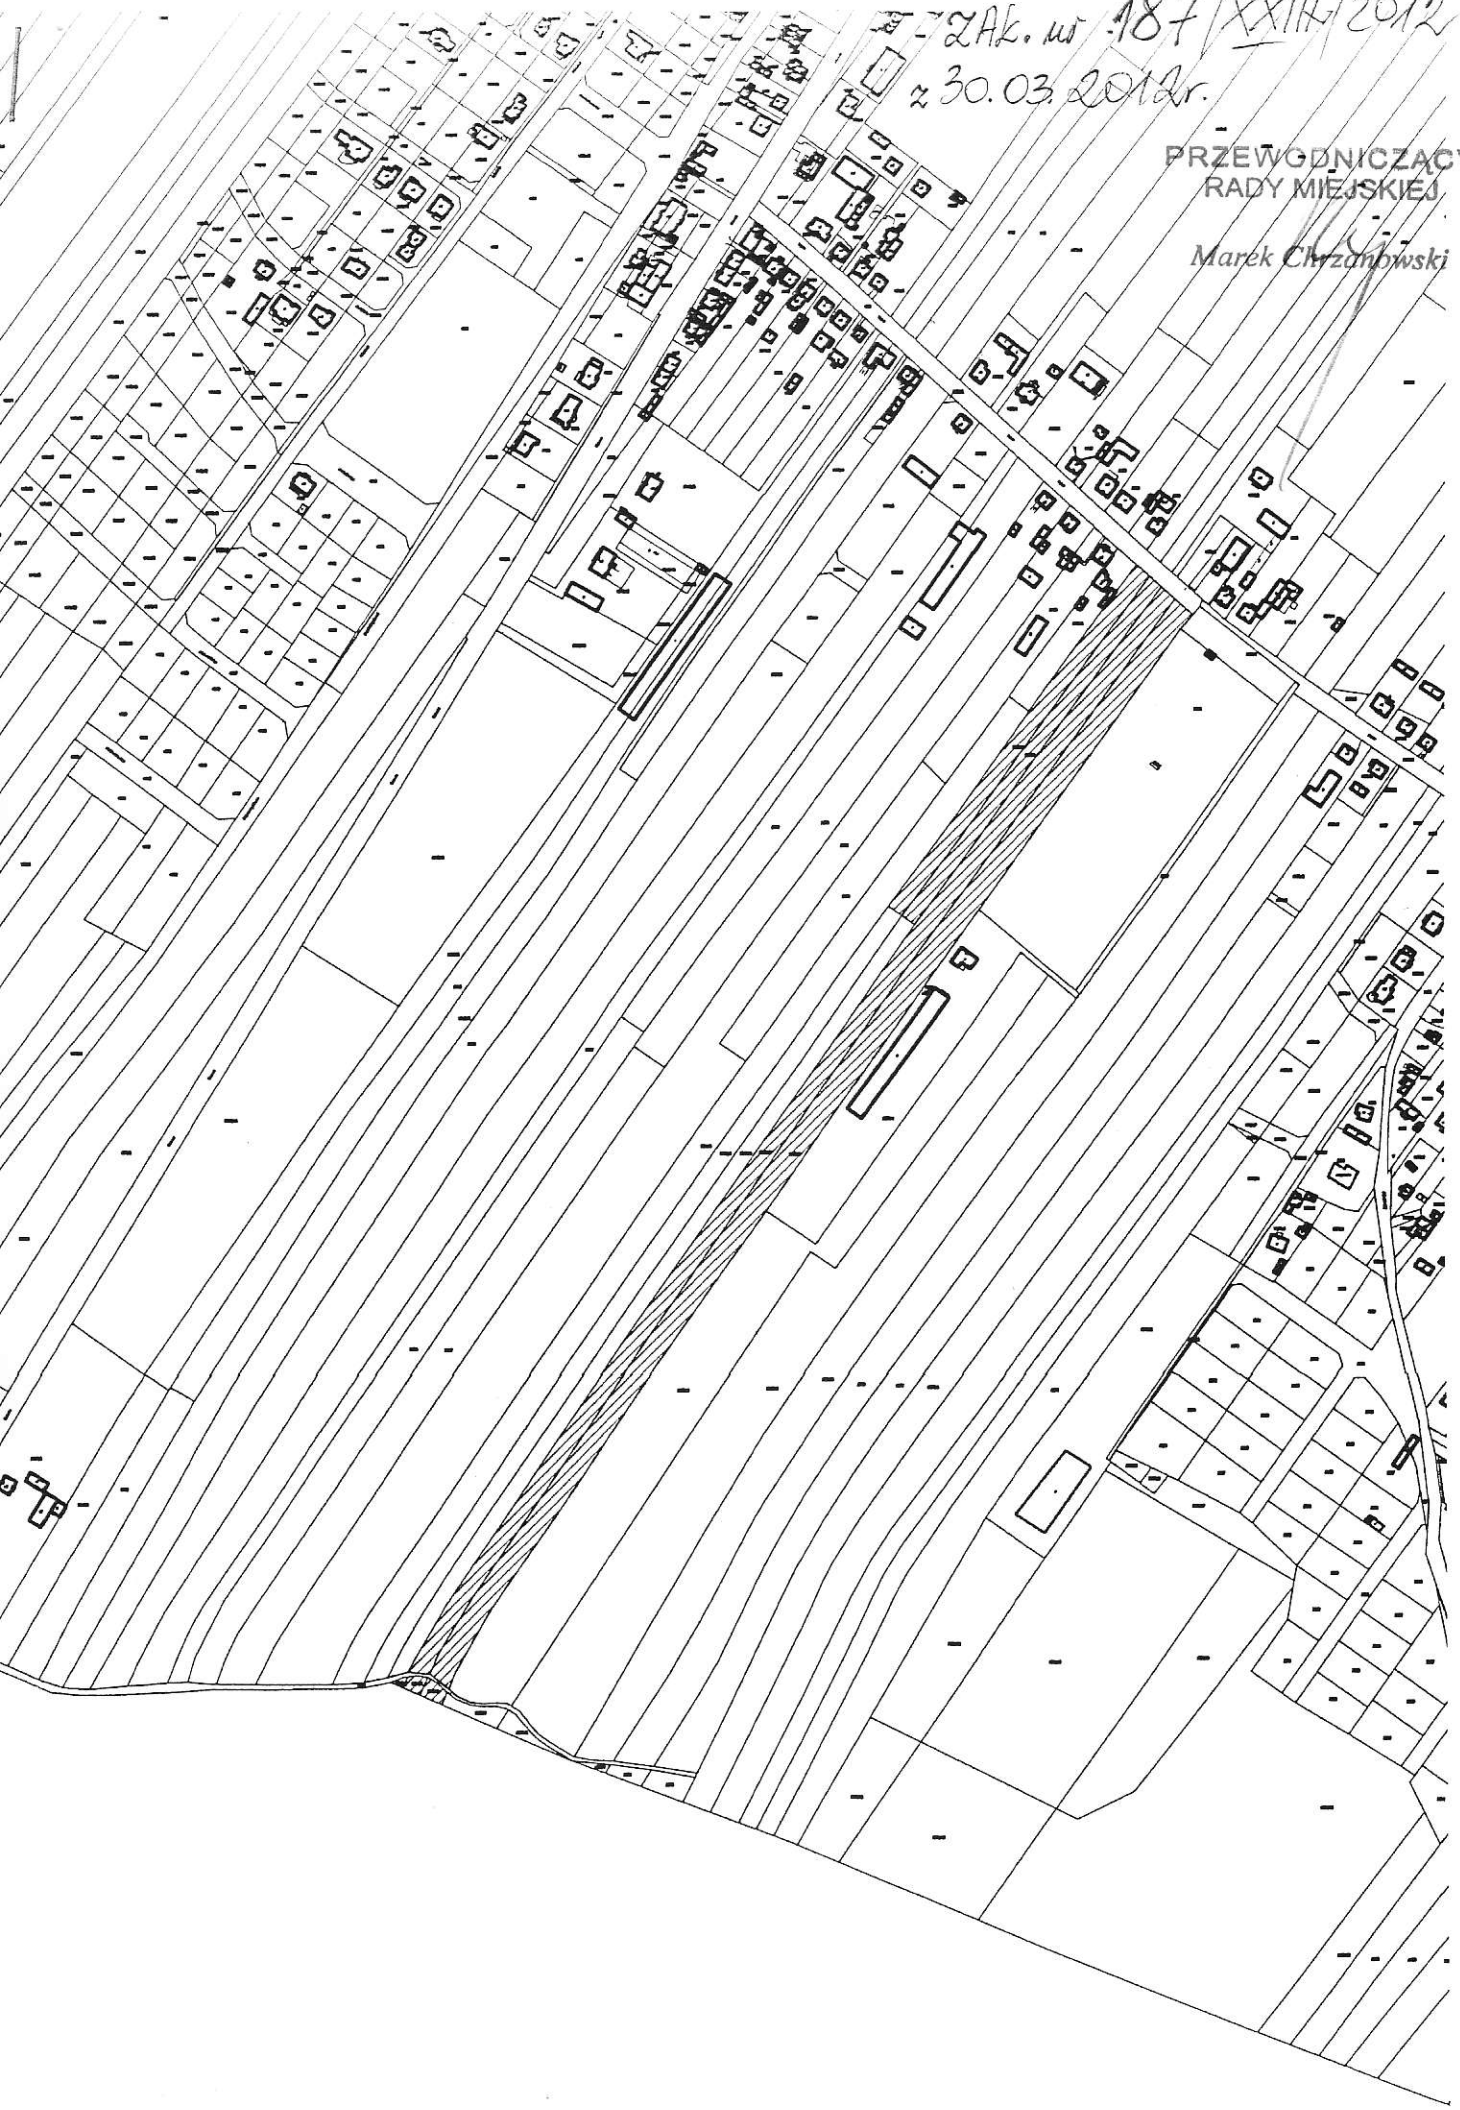 ZAŁ. nr 187/XXIII/2012
z 30.03.2012r.
PRZEWODNICZĄCY
RADY MIEJSKIEJ
Marek Chrzanowski